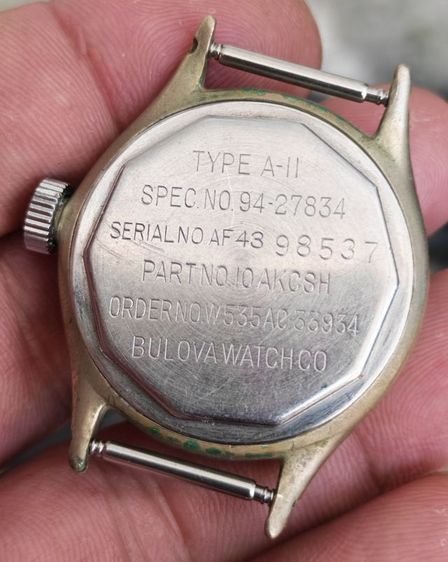 TYPE A-11
SPEC.NO. 94-27834
SERIAL NO AF43 98537
PART NO. 10AKCSH
ORDER NO. W535AC 33934
BULOVA WATCH CO